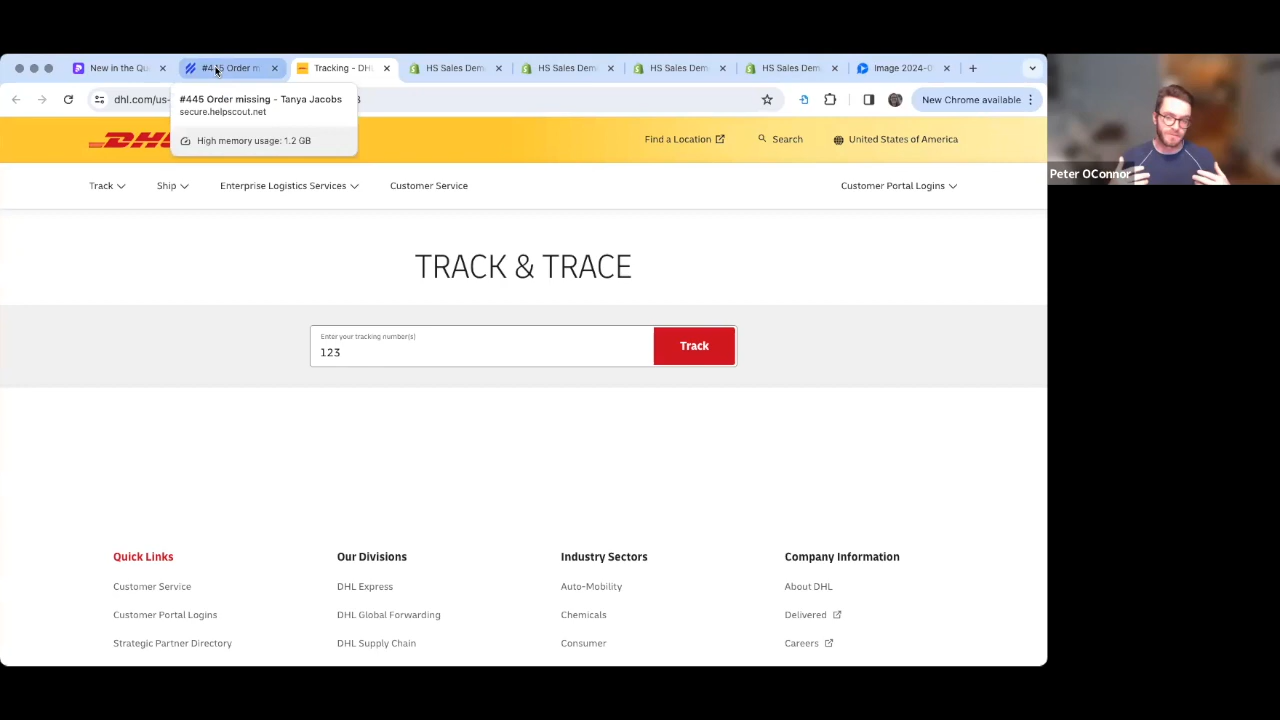 New in the Qu
#445 Order m
Tracking - DH
HS Sales Dem
HS Sales Dem
HS Sales Dem
HS Sales Dem
Image 2024-0
dhl.com/us-
New Chrome available
#445 Order missing - Tanya Jacobs
secure.helpscout.net
High memory usage: 1.2 GB
DHL
Find a Location
Search
United States of America
Track
Ship
Enterprise Logistics Services
Customer Service
Customer Portal Logins
TRACK & TRACE
Enter your tracking number(s)
123
Track
Quick Links
Customer Service
Customer Portal Logins
Strategic Partner Directory
Our Divisions
DHL Express
DHL Global Forwarding
DHL Supply Chain
Industry Sectors
Auto-Mobility
Chemicals
Consumer
Company Information
About DHL
Delivered
Careers
Peter OConnor